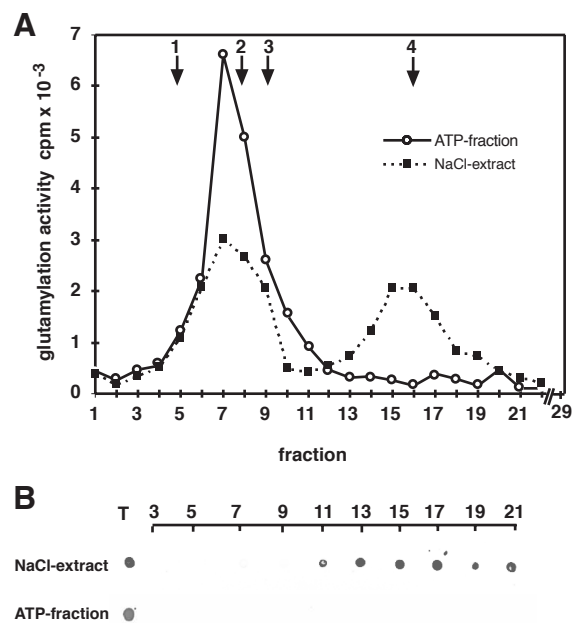 A
1 2 3 4
7
6
5
4
3
2
1
0
glutamylation activity cpm x 10⁻³
ATP-fraction
NaCl-extract
1 3 5 7 9 11 13 15 17 19 21 29
fraction
B
T 3 5 7 9 11 13 15 17 19 21
NaCl-extract
ATP-fraction